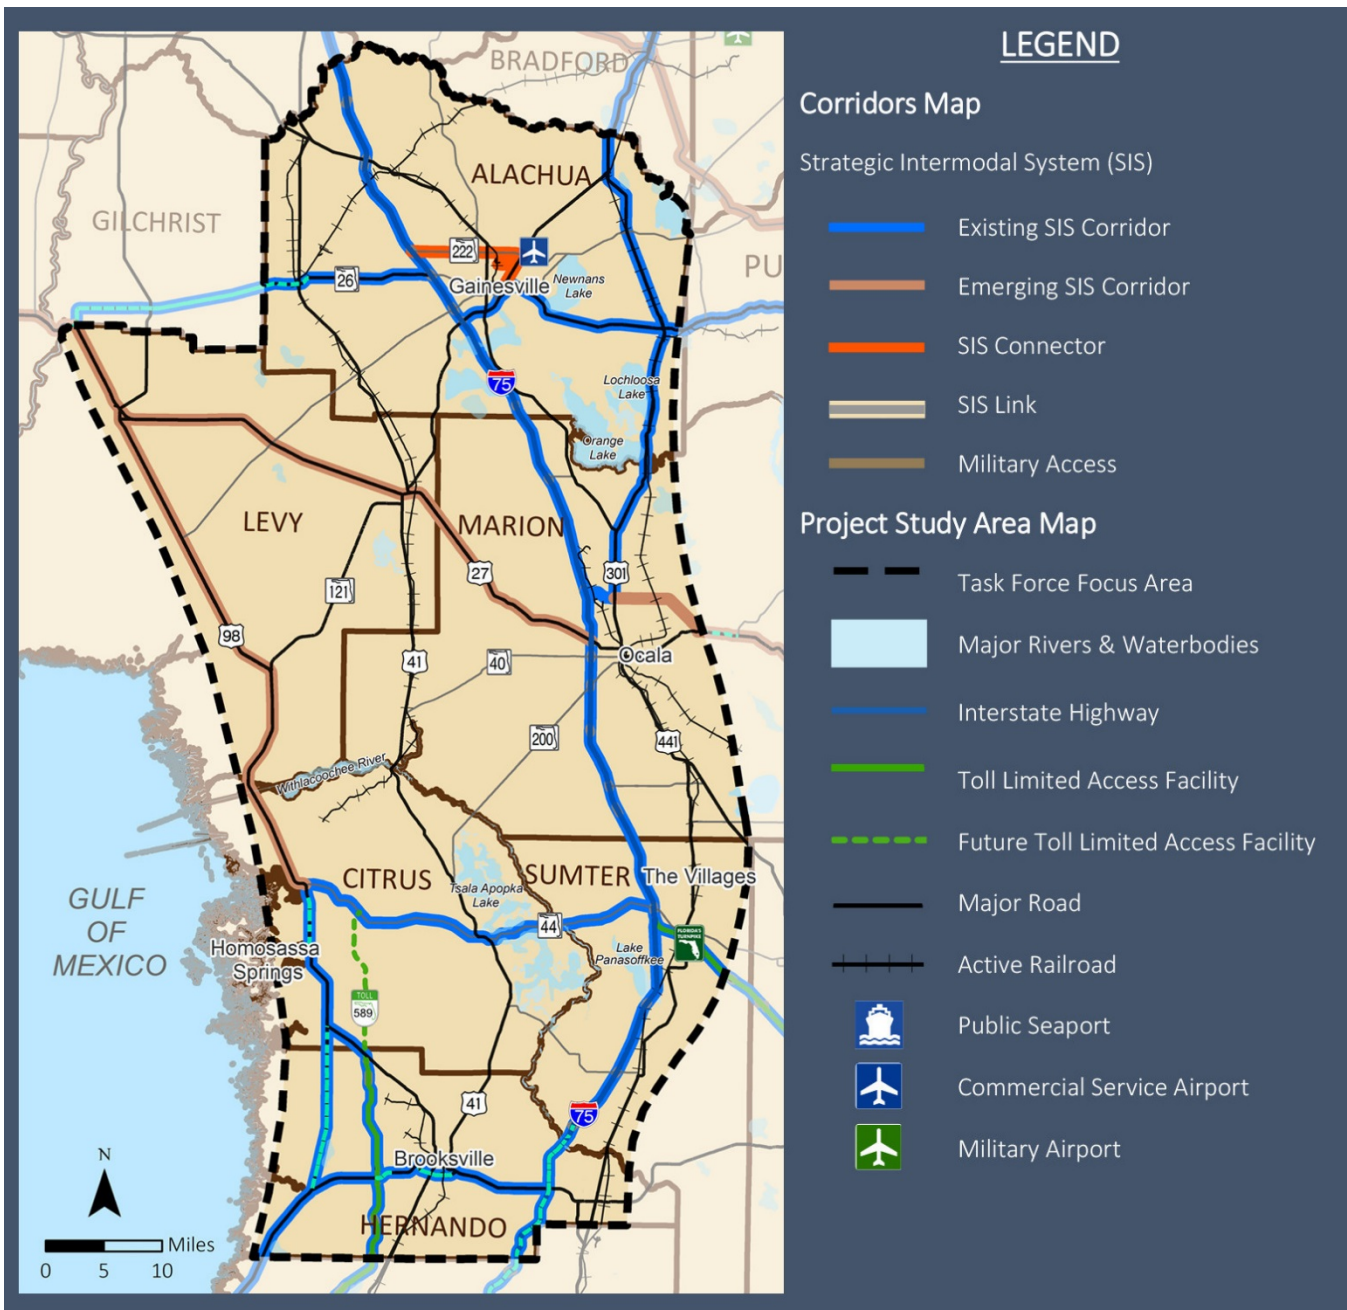 BRADFORD
ALACHUA
GILCHRIST
222
PU
26
Gainesville
Newnans
Lake
75
Lochloosa
Lake
Orange
Lake
LEVY
MARION
27
301
121
98
41
40
Ocala
200
441
Withlacoochee River
CITRUS
SUMTER
The Villages
Tsala Apopka
Lake
44
FLORIDA'S
TURNPIKE
GULF
OF
MEXICO
Homosassa
Springs
Lake
Panasoffkee
TOLL
589
41
75
Brooksville
HERNANDO
N
Miles
0 5 10
LEGEND
Corridors Map
Strategic Intermodal System (SIS)
Existing SIS Corridor
Emerging SIS Corridor
SIS Connector
SIS Link
Military Access
Project Study Area Map
Task Force Focus Area
Major Rivers & Waterbodies
Interstate Highway
Toll Limited Access Facility
Future Toll Limited Access Facility
Major Road
Active Railroad
Public Seaport
Commercial Service Airport
Military Airport